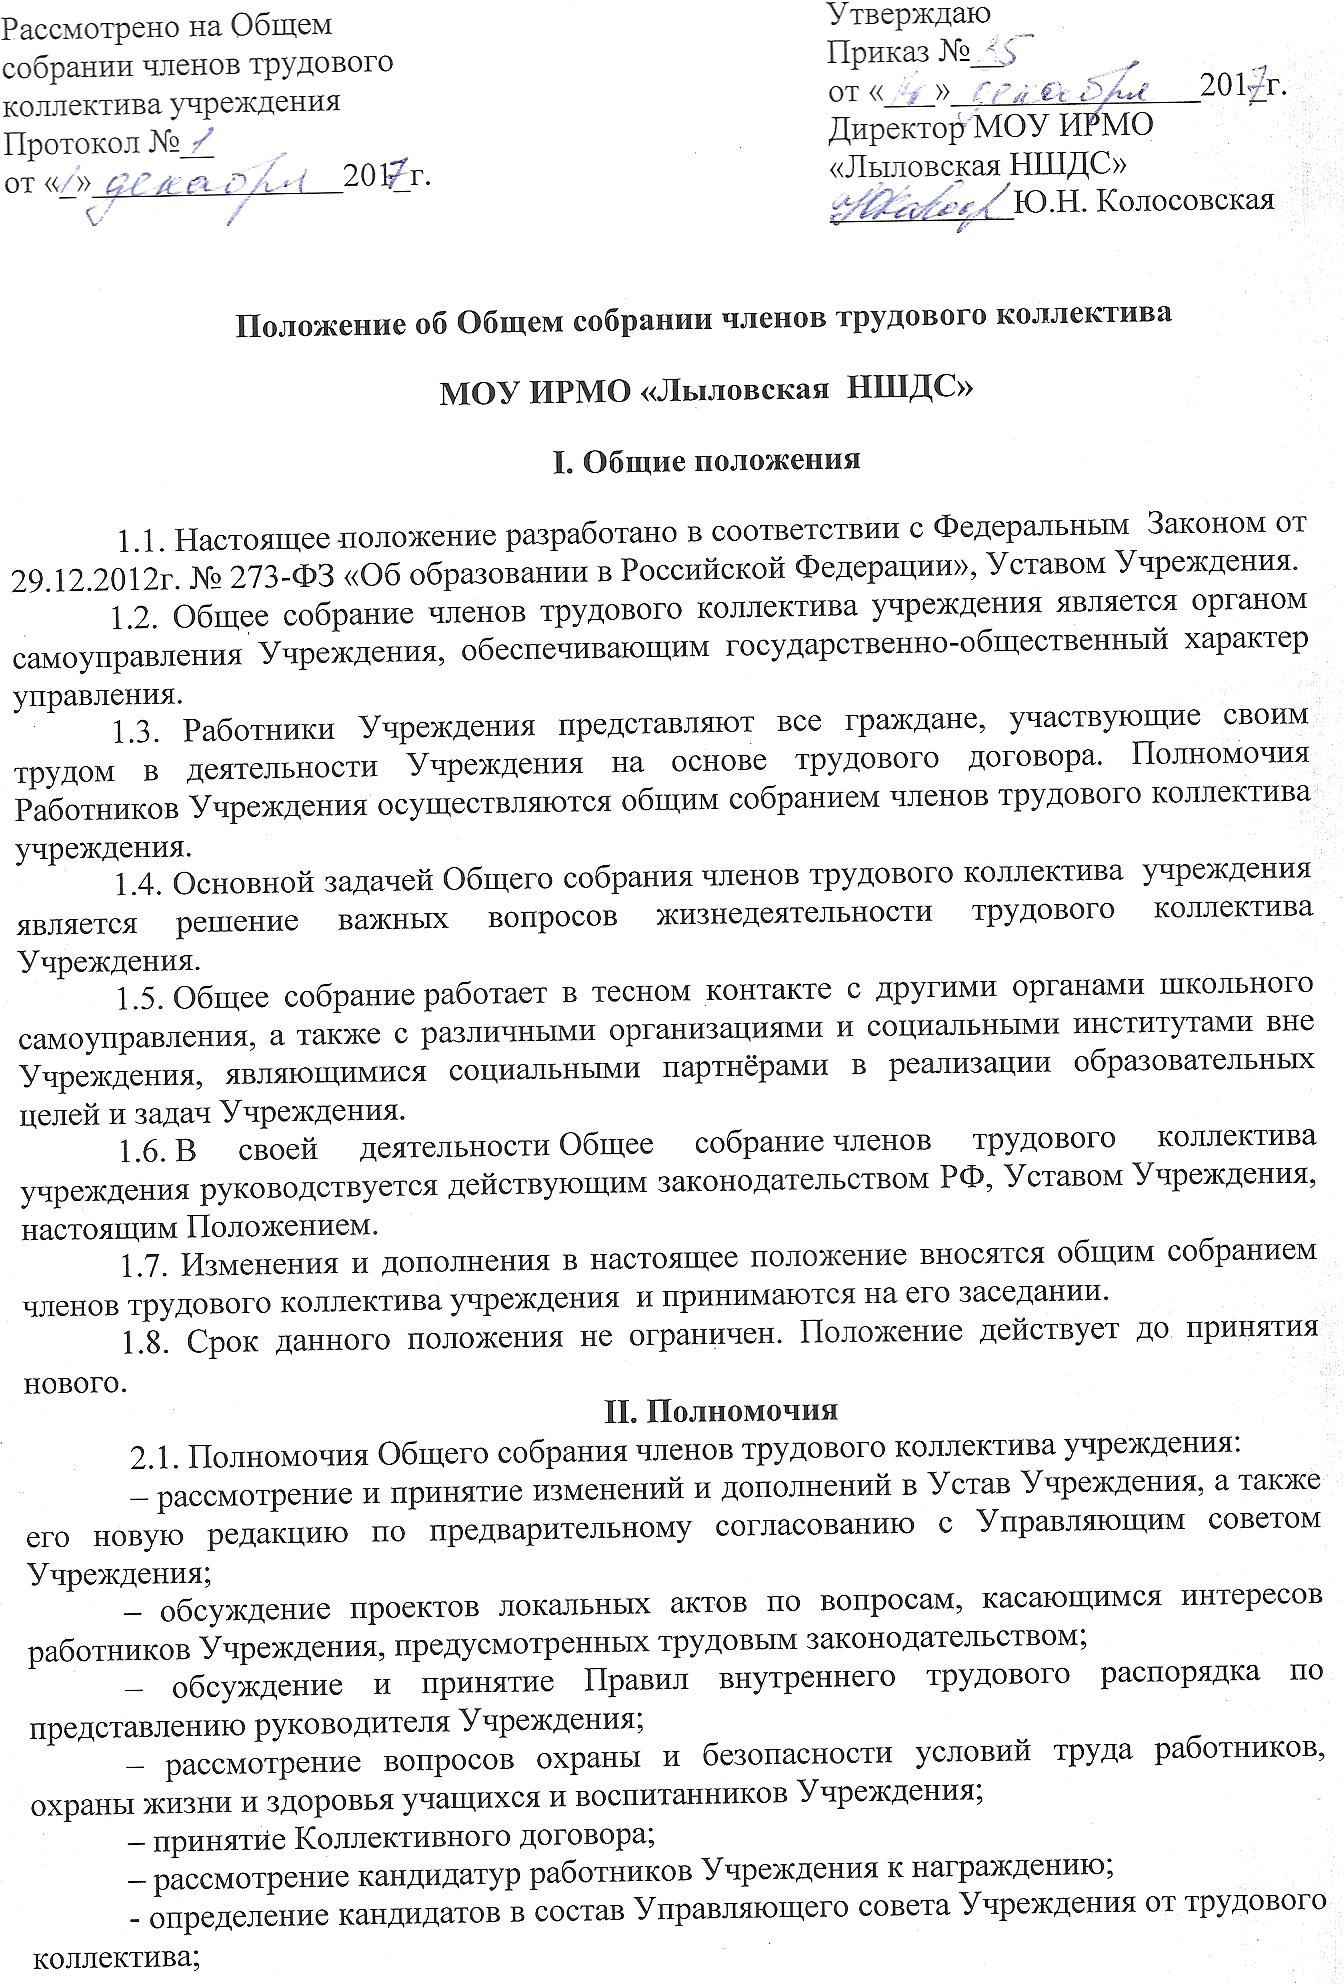 Рассмотрено на Общем
собрании членов трудового
коллектива учреждения
Протокол № 1
от «1» декабря 2017 г.
Утверждаю
Приказ № 35
от «» декабря 2017 г.
Директор МОУ ИРМО
«Лыловская НШДС»
Ю.Н. Колосовская
Положение об Общем собрании членов трудового коллектива
МОУ ИРМО «Лыловская НШДС»
I. Общие положения
1.1. Настоящее положение разработано в соответствии с Федеральным Законом от
29.12.2012г. № 273-ФЗ «Об образовании в Российской Федерации», Уставом Учреждения.
1.2. Общее собрание членов трудового коллектива учреждения является органом
самоуправления Учреждения, обеспечивающим государственно-общественный характер
управления.
1.3. Работники Учреждения представляют все граждане, участвующие своим
трудом в деятельности Учреждения на основе трудового договора. Полномочия
Работников Учреждения осуществляются общим собранием членов трудового коллектива
учреждения.
1.4. Основной задачей Общего собрания членов трудового коллектива учреждения
является решение важных вопросов жизнедеятельности трудового коллектива
Учреждения.
1.5. Общее собрание работает в тесном контакте с другими органами школьного
самоуправления, а также с различными организациями и социальными институтами вне
Учреждения, являющимися социальными партнёрами в реализации образовательных
целей и задач Учреждения.
1.6. В своей деятельности Общее собрание членов трудового коллектива
учреждения руководствуется действующим законодательством РФ, Уставом Учреждения,
настоящим Положением.
1.7. Изменения и дополнения в настоящее положение вносятся общим собранием
членов трудового коллектива учреждения и принимаются на его заседании.
1.8. Срок данного положения не ограничен. Положение действует до принятия
нового.
II. Полномочия
2.1. Полномочия Общего собрания членов трудового коллектива учреждения:
– рассмотрение и принятие изменений и дополнений в Устав Учреждения, а также
его новую редакцию по предварительному согласованию с Управляющим советом
Учреждения;
– обсуждение проектов локальных актов по вопросам, касающимся интересов
работников Учреждения, предусмотренных трудовым законодательством;
– обсуждение и принятие Правил внутреннего трудового распорядка по
представлению руководителя Учреждения;
– рассмотрение вопросов охраны и безопасности условий труда работников,
охраны жизни и здоровья учащихся и воспитанников Учреждения;
– принятие Коллективного договора;
– рассмотрение кандидатур работников Учреждения к награждению;
- определение кандидатов в состав Управляющего совета Учреждения от трудового
коллектива;